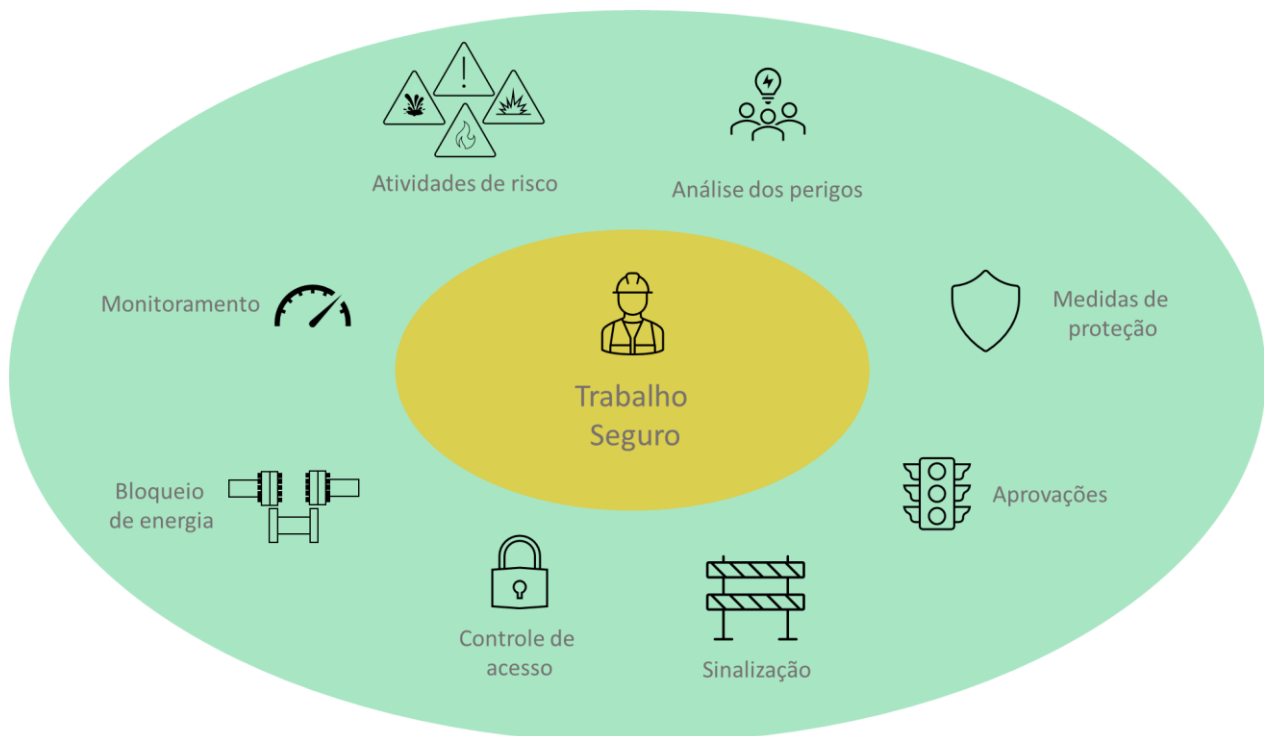 Atividades de risco
Análise dos perigos
Monitoramento
Medidas de
proteção
Trabalho
Seguro
Bloqueio
de energia
Aprovações
Controle de
acesso
Sinalização